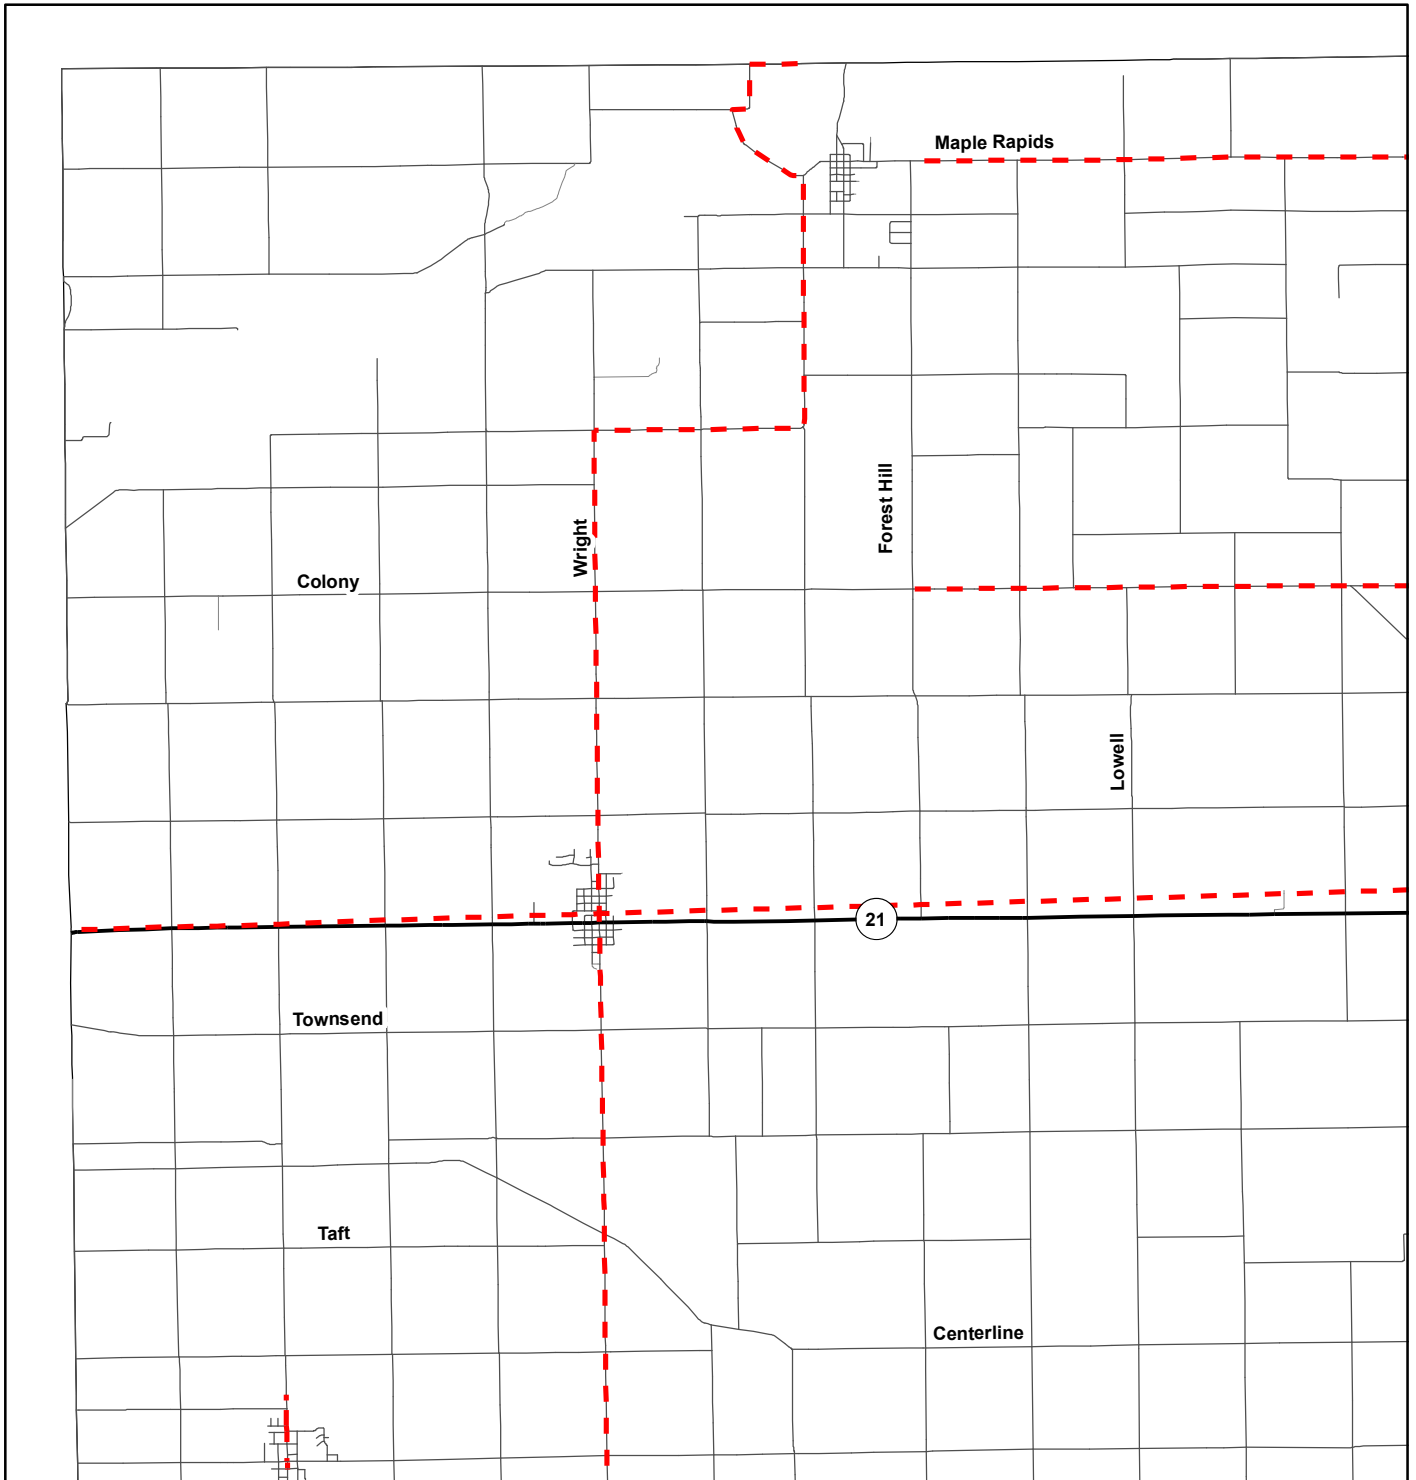 Maple Rapids
Forest Hill
Wright
Colony
Lowell
21
Townsend
Taft
Centerline